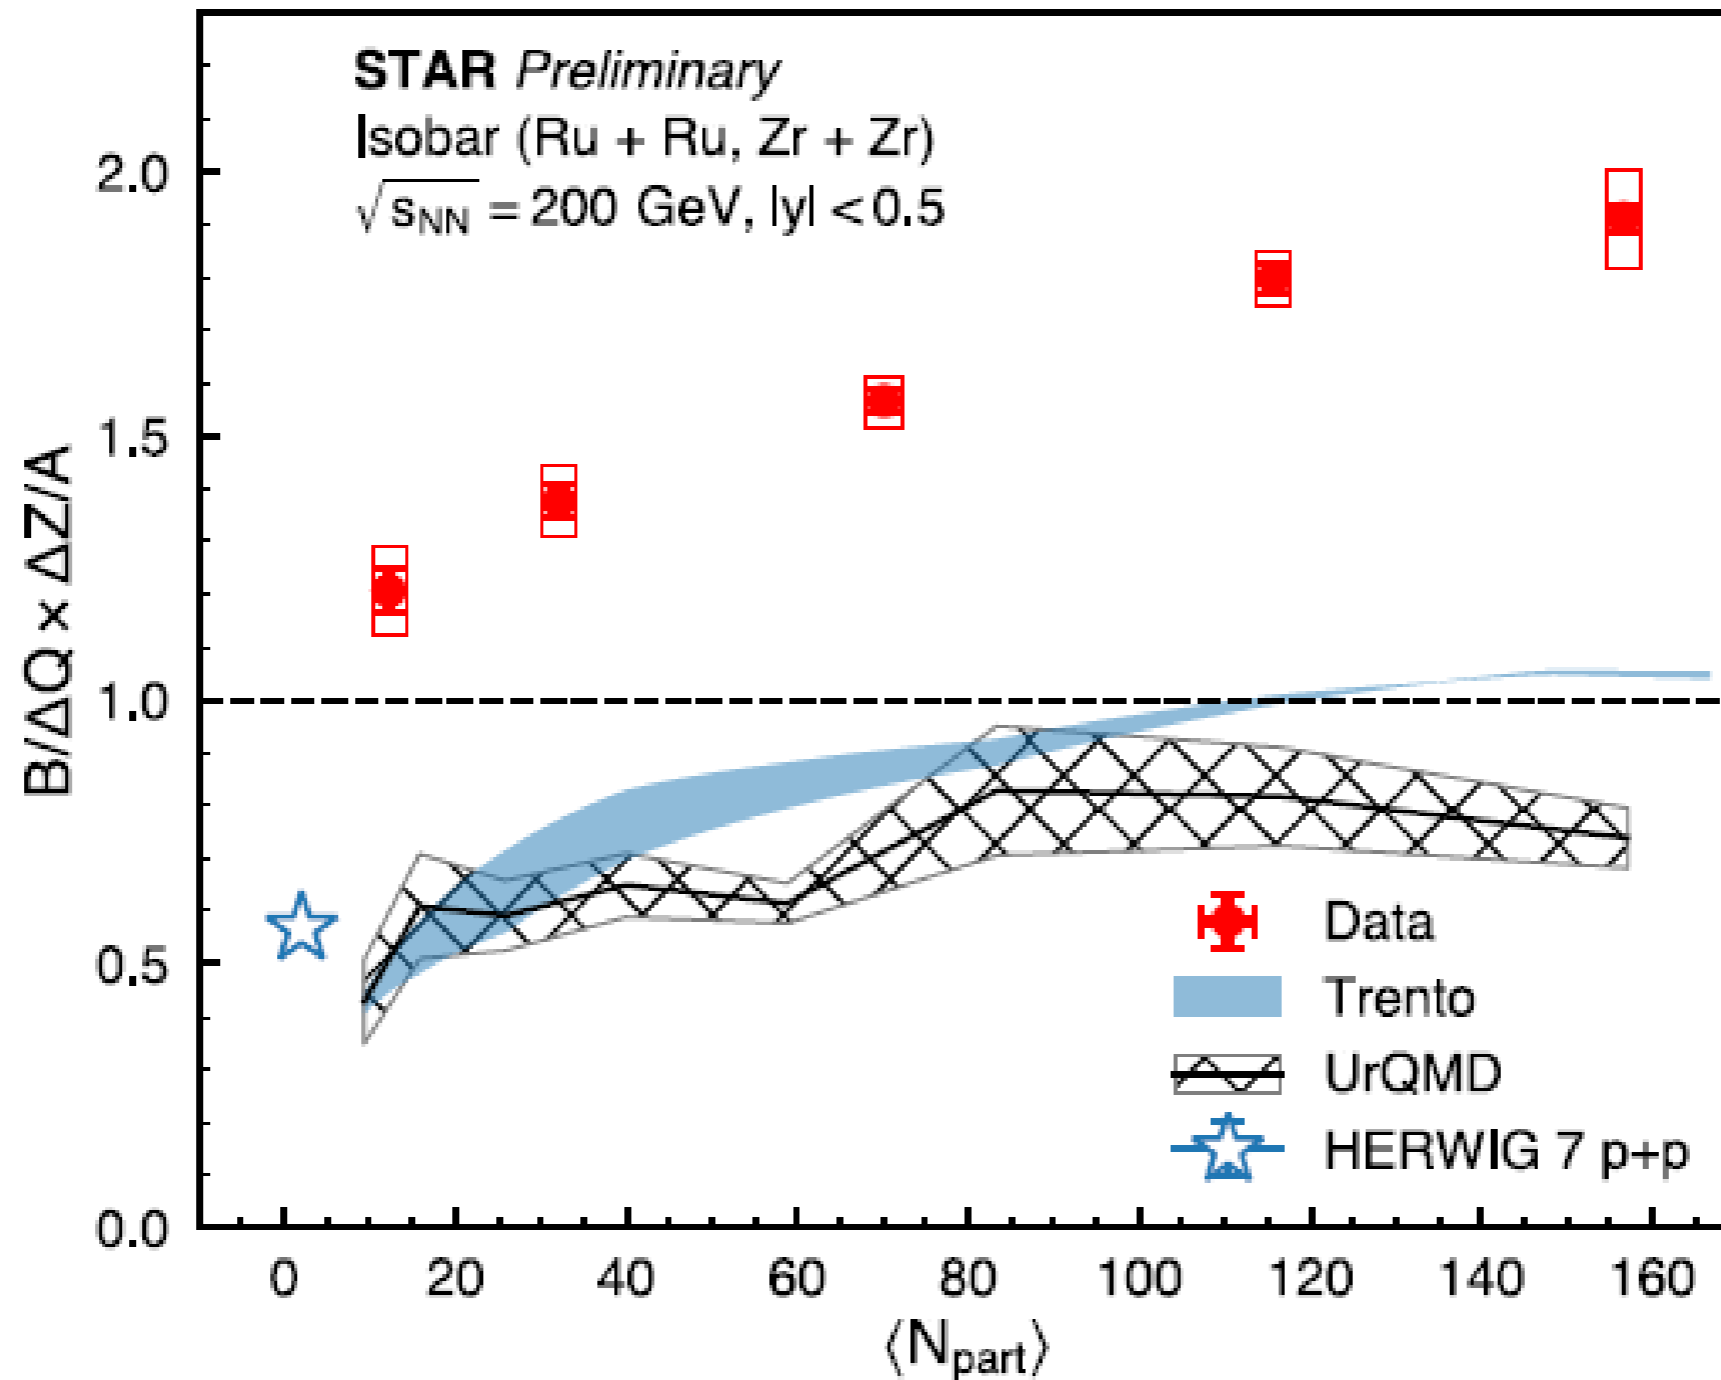 STAR Preliminary
Isobar (Ru + Ru, Zr + Zr)
√sNN = 200 GeV, |y| < 0.5
B/ΔQ × ΔZ/A
2.0
1.5
1.0
0.5
0.0
Data
Trento
UrQMD
HERWIG 7 p+p
0 20 40 60 80 100 120 140 160
⟨Npart⟩